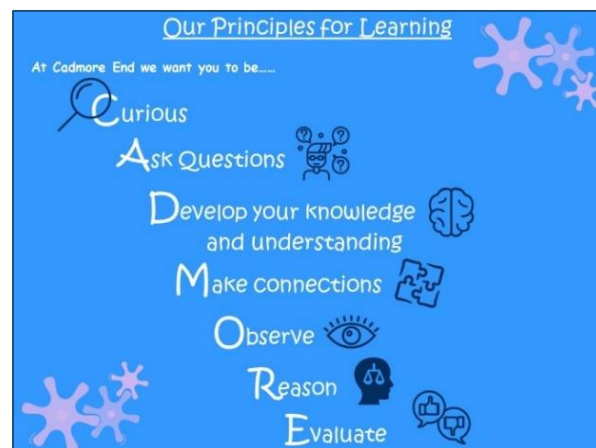 Our Principles for Learning
At Cadmore End we want you to be......
Curious
Ask Questions
Develop your knowledge
and understanding
Make connections
Observe
Reason
Evaluate